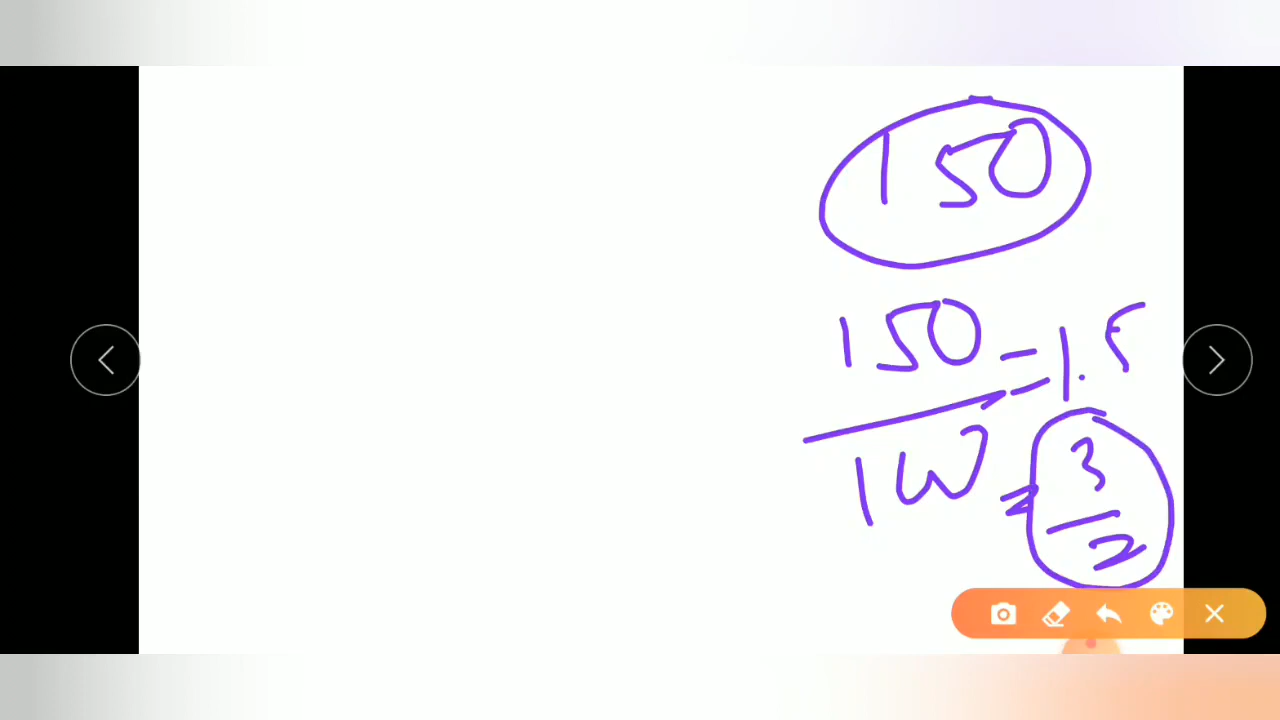 150
150/100 = 1.5
= 3/2